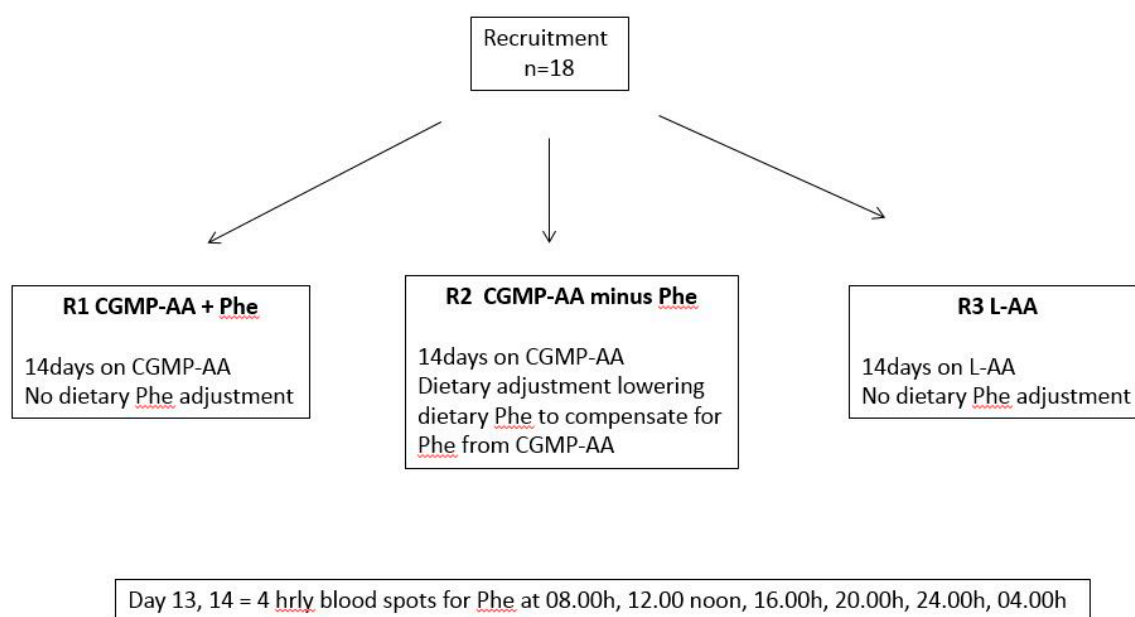 Recruitment
n=18
R1 CGMP-AA + Phe
14days on CGMP-AA
No dietary Phe adjustment
R2 CGMP-AA minus Phe
14days on CGMP-AA
Dietary adjustment lowering
dietary Phe to compensate for
Phe from CGMP-AA
R3 L-AA
14days on L-AA
No dietary Phe adjustment
Day 13, 14 = 4 hrly blood spots for Phe at 08.00h, 12.00 noon, 16.00h, 20.00h, 24.00h, 04.00h